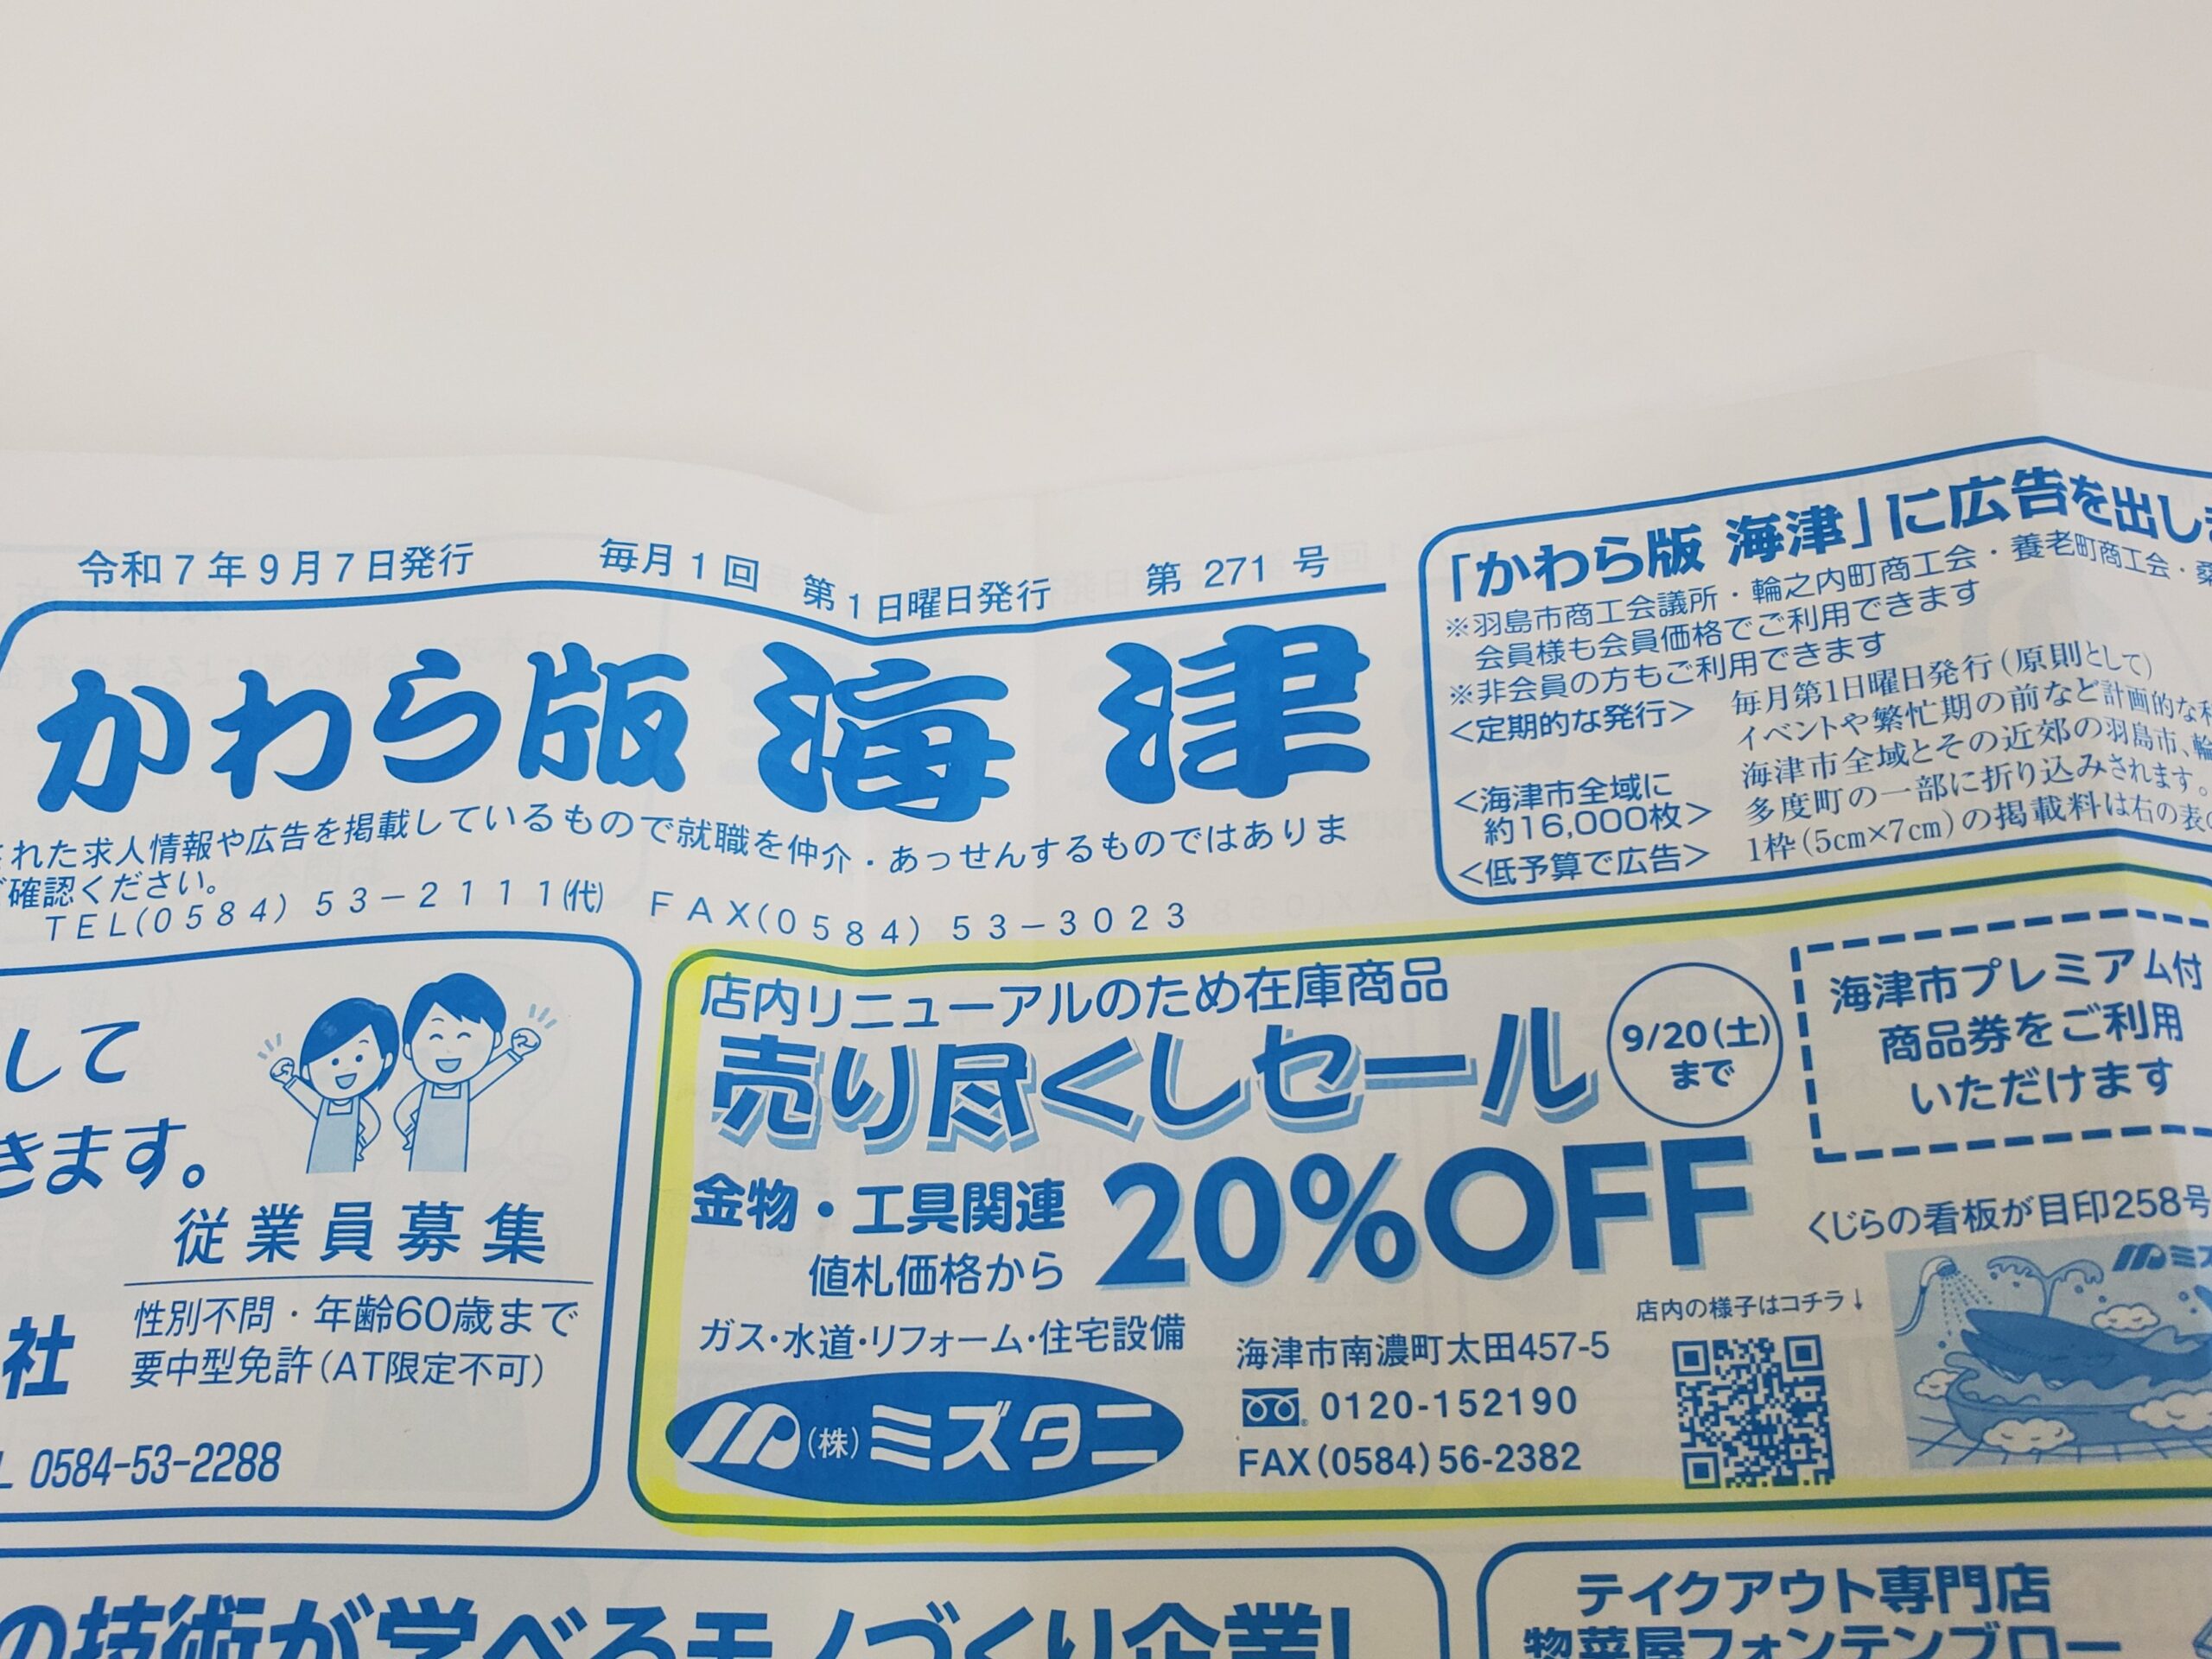 令和7年9月7日発行　毎月1回　第1日曜日発行　第 271 号
かわら版 海津
された求人情報や広告を掲載しているもので就職を仲介・あっせんするものではありま
ご確認ください。
TEL(0584) 53-2111㈹　FAX(0584) 53-3023
「かわら版 海津」に広告を出しま
※羽島市商工会議所・輪之内町商工会・養老町商工会・
会員様も会員価格でご利用できます
※非会員の方もご利用できます
<定期的な発行>　毎月第1日曜日発行(原則として)
イベントや繁忙期の前など計画的な利
<海津市全域に　海津市全域とその近郊の羽島市、輪
約16,000枚>　多度町の一部に折り込みされます。
<低予算で広告>　1枠(5cm×7cm)の掲載料は右の表の
して
きます。
従業員募集
性別不問・年齢60歳まで
要中型免許(AT限定不可)
社
L 0584-53-2288
店内リニューアルのため在庫商品
売り尽くしセール
9/20(土)
まで
金物・工具関連
値札価格から
20%OFF
海津市プレミアム付
商品券をご利用
いただけます
くじらの看板が目印258号
ガス・水道・リフォーム・住宅設備
(株)ミズタニ
海津市南濃町太田457-5
0120-152190
FAX(0584)56-2382
店内の様子はコチラ↓
ミズ
の技術が学べるモノづくり企業!
テイクアウト専門店
惣菜屋フォンテンブロー